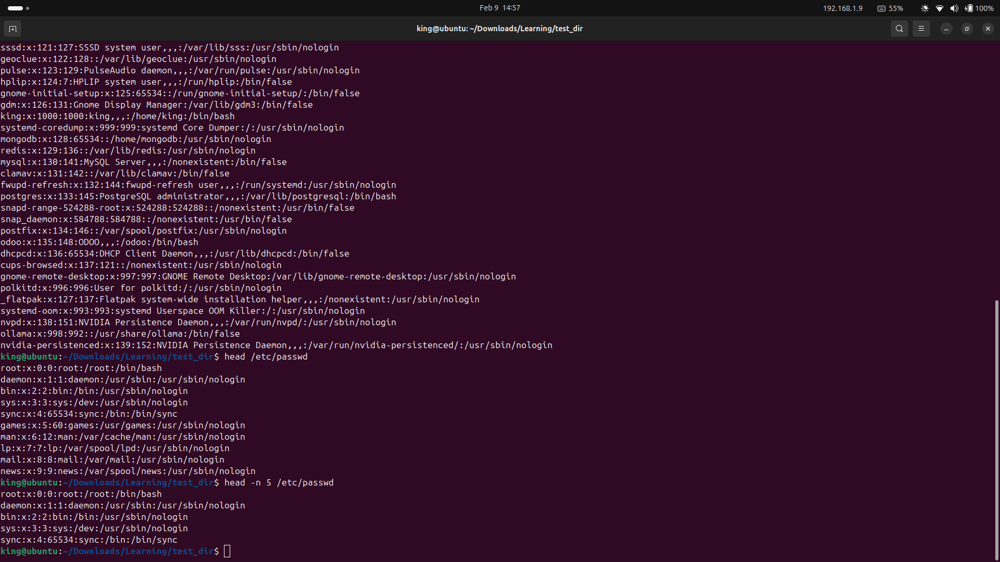 Feb 9 14:57
192.168.1.9
55%
100%
king@ubuntu: ~/Downloads/Learning/test_dir
sssd:x:121:127:SSSD system user,,,:/var/lib/sss:/usr/sbin/nologin
geoclue:x:122:128::/var/lib/geoclue:/usr/sbin/nologin
pulse:x:123:129:PulseAudio daemon,,,:/var/run/pulse:/usr/sbin/nologin
hplip:x:124:7:HPLIP system user,,,:/run/hplip:/bin/false
gnome-initial-setup:x:125:65534::/run/gnome-initial-setup/:/bin/false
gdm:x:126:131:Gnome Display Manager:/var/lib/gdm3:/bin/false
king:x:1000:1000:king,,,:/home/king:/bin/bash
systemd-coredump:x:999:999:systemd Core Dumper:/:/usr/sbin/nologin
mongodb:x:128:65534::/home/mongodb:/usr/sbin/nologin
redis:x:129:136::/var/lib/redis:/usr/sbin/nologin
mysql:x:130:141:MySQL Server,,,:/nonexistent:/bin/false
clamav:x:131:142::/var/lib/clamav:/bin/false
fwupd-refresh:x:132:144:fwupd-refresh user,,,:/run/systemd:/usr/sbin/nologin
postgres:x:133:145:PostgreSQL administrator,,,:/var/lib/postgresql:/bin/bash
snapd-range-524288-root:x:524288:524288::/nonexistent:/usr/bin/false
snap_daemon:x:584788:584788::/nonexistent:/usr/bin/false
postfix:x:134:146::/var/spool/postfix:/usr/sbin/nologin
odoo:x:135:148:ODOO,,,:/odoo:/bin/bash
dhcpcd:x:136:65534:DHCP Client Daemon,,,:/usr/lib/dhcpcd:/bin/false
cups-browsed:x:137:121::/nonexistent:/usr/sbin/nologin
gnome-remote-desktop:x:997:997:GNOME Remote Desktop:/var/lib/gnome-remote-desktop:/usr/sbin/nologin
polkitd:x:996:996:User for polkitd:/:/usr/sbin/nologin
_flatpak:x:127:137:Flatpak system-wide installation helper,,,:/nonexistent:/usr/sbin/nologin
systemd-oom:x:993:993:systemd Userspace OOM Killer:/:/usr/sbin/nologin
nvpd:x:138:151:NVIDIA Persistence Daemon,,,:/var/run/nvpd/:/usr/sbin/nologin
ollama:x:998:992::/usr/share/ollama:/bin/false
nvidia-persistenced:x:139:152:NVIDIA Persistence Daemon,,,:/var/run/nvidia-persistenced/:/usr/sbin/nologin
king@ubuntu:~/Downloads/Learning/test_dir$ head /etc/passwd
root:x:0:0:root:/root:/bin/bash
daemon:x:1:1:daemon:/usr/sbin:/usr/sbin/nologin
bin:x:2:2:bin:/bin:/usr/sbin/nologin
sys:x:3:3:sys:/dev:/usr/sbin/nologin
sync:x:4:65534:sync:/bin:/bin/sync
games:x:5:60:games:/usr/games:/usr/sbin/nologin
man:x:6:12:man:/var/cache/man:/usr/sbin/nologin
lp:x:7:7:lp:/var/spool/lpd:/usr/sbin/nologin
mail:x:8:8:mail:/var/mail:/usr/sbin/nologin
news:x:9:9:news:/var/spool/news:/usr/sbin/nologin
king@ubuntu:~/Downloads/Learning/test_dir$ head -n 5 /etc/passwd
root:x:0:0:root:/root:/bin/bash
daemon:x:1:1:daemon:/usr/sbin:/usr/sbin/nologin
bin:x:2:2:bin:/bin:/usr/sbin/nologin
sys:x:3:3:sys:/dev:/usr/sbin/nologin
sync:x:4:65534:sync:/bin:/bin/sync
king@ubuntu:~/Downloads/Learning/test_dir$